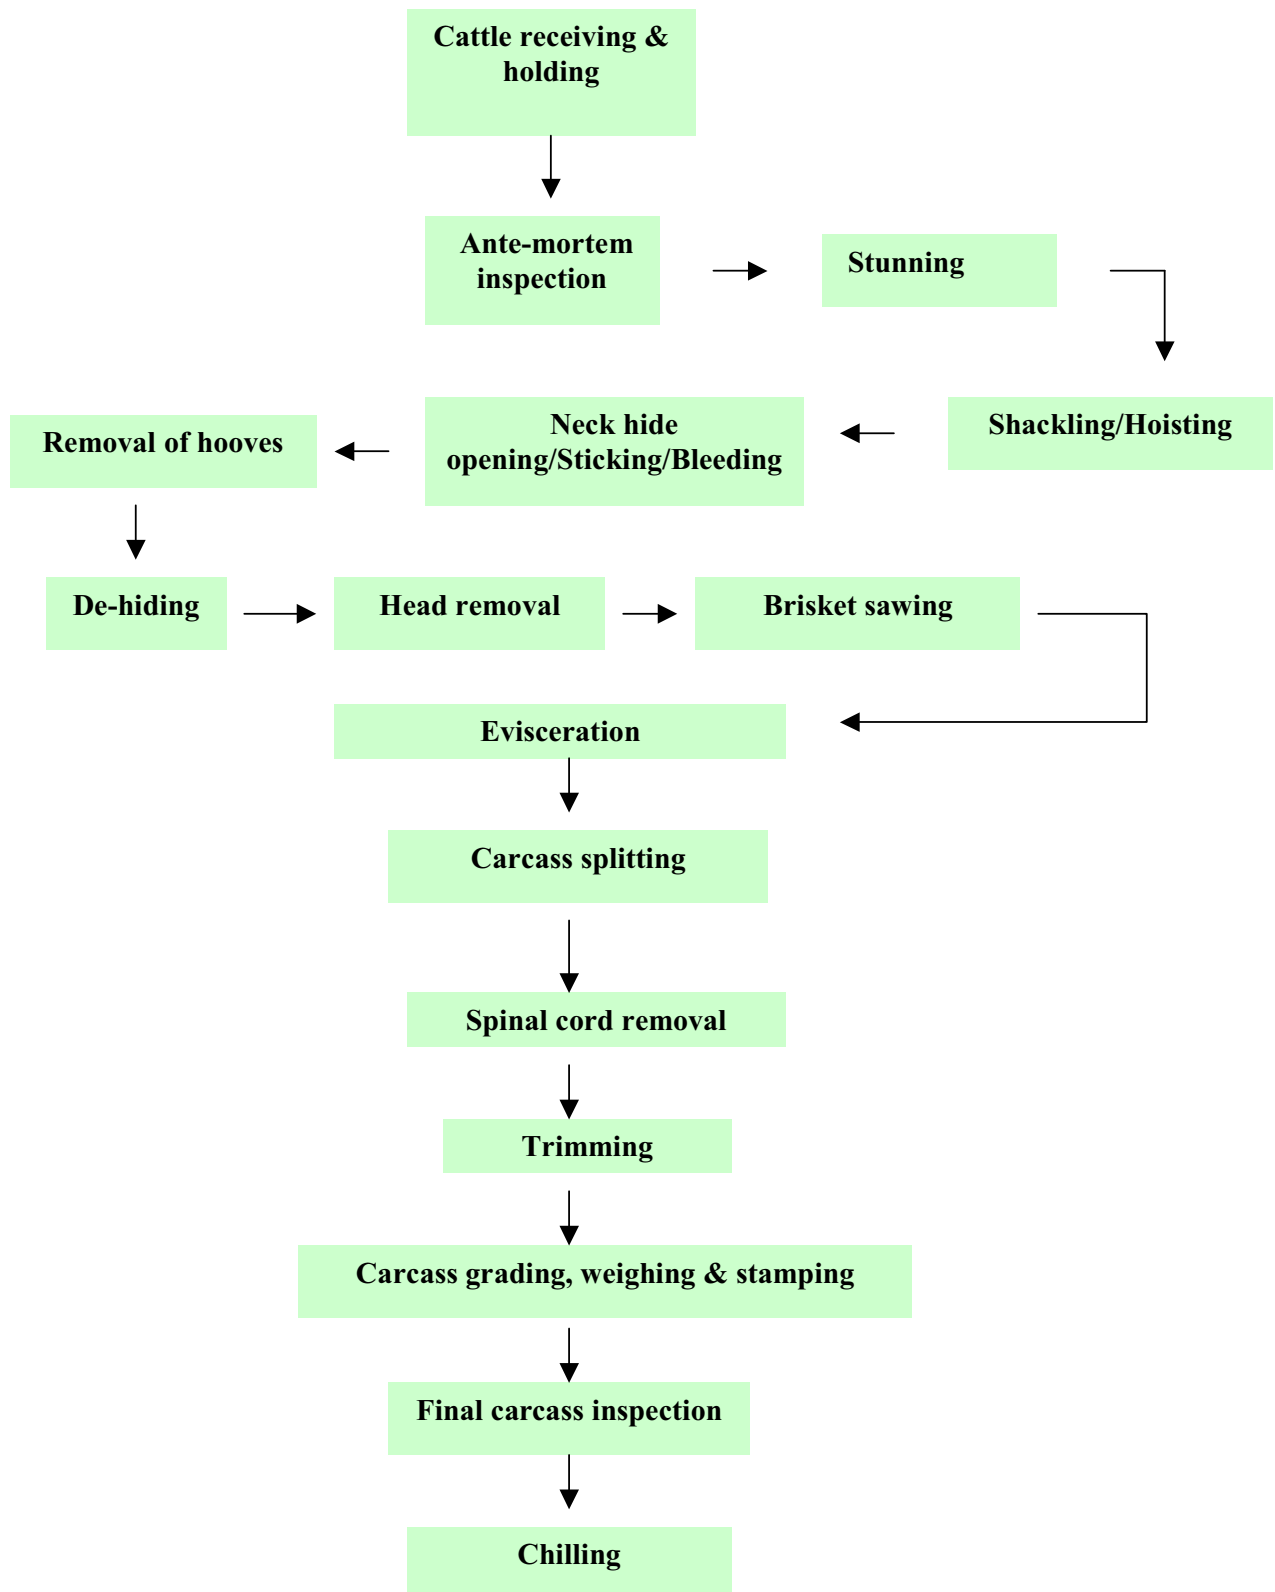 Cattle receiving &
holding
Ante-mortem
inspection
Stunning
Shackling/Hoisting
Neck hide
opening/Sticking/Bleeding
Removal of hooves
De-hiding
Head removal
Brisket sawing
Evisceration
Carcass splitting
Spinal cord removal
Trimming
Carcass grading, weighing & stamping
Final carcass inspection
Chilling